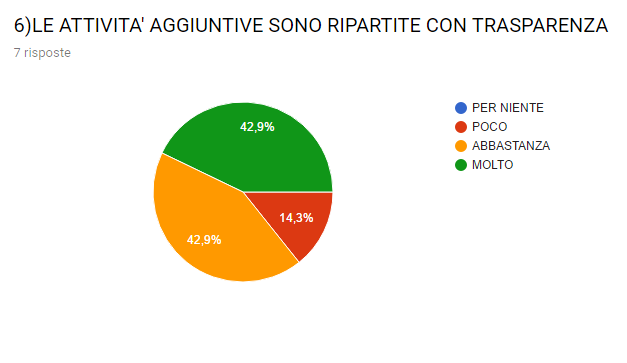 6)LE ATTIVITA' AGGIUNTIVE SONO RIPARTITE CON TRASPARENZA
7 risposte
42,9%
14,3%
42,9%
PER NIENTE
POCO
ABBASTANZA
MOLTO